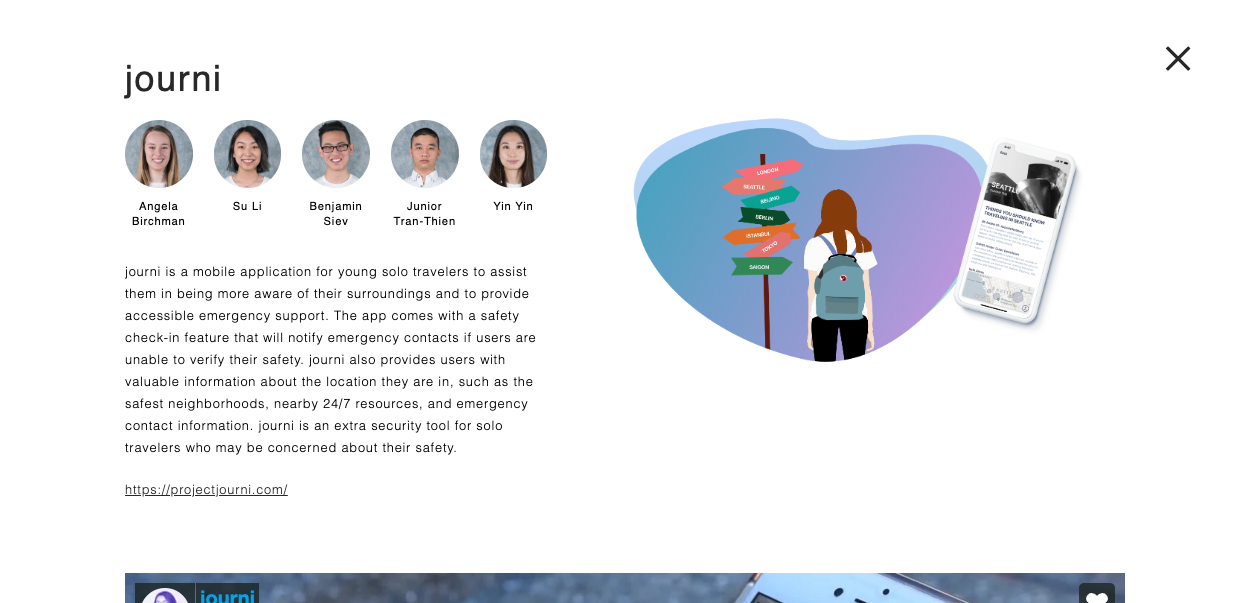 journi
Angela
Birchman
Su Li
Benjamin
Siev
Junior
Tran-Thien
Yin Yin
journi is a mobile application for young solo travelers to assist
them in being more aware of their surroundings and to provide
accessible emergency support. The app comes with a safety
check-in feature that will notify emergency contacts if users are
unable to verify their safety. journi also provides users with
valuable information about the location they are in, such as the
safest neighborhoods, nearby 24/7 resources, and emergency
contact information. journi is an extra security tool for solo
travelers who may be concerned about their safety.
https://projectjourni.com/
LONDON
SEATTLE
BEIJING
BERLIN
ISTANBUL
TOKYO
SAIGON
SEATTLE
THINGS YOU SHOULD KNOW
TRAVELING IN SEATTLE
journi